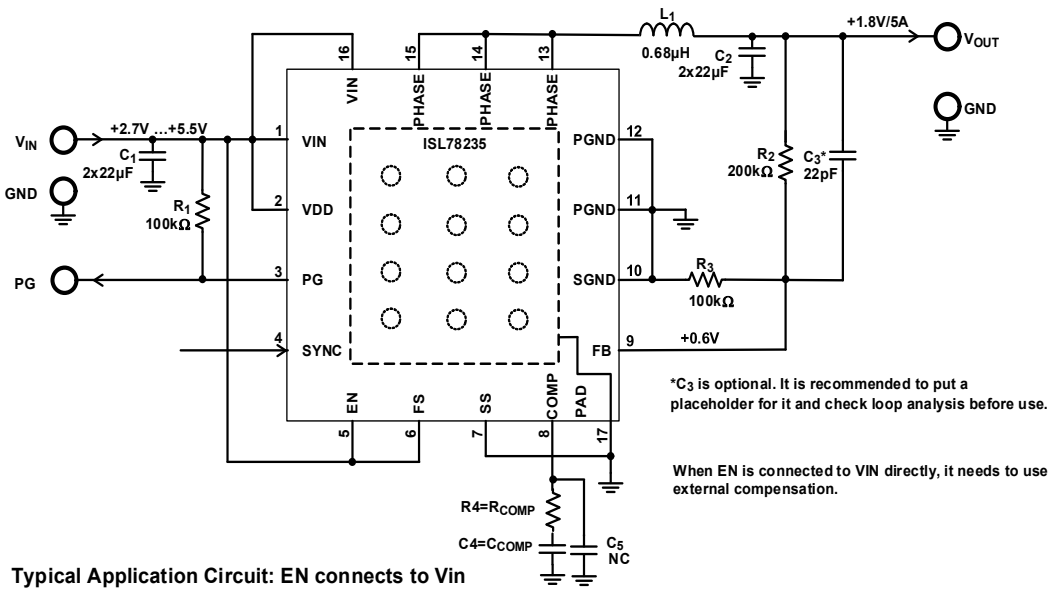 L1
0.68µH
+1.8V/5A
VOUT
C2
2x22µF
GND
16
15
14
13
VIN
PHASE
PHASE
PHASE
ISL78235
VIN
+2.7V ...+5.5V
C1
2x22µF
GND
R1
100kΩ
PG
1
VIN
2
VDD
3
PG
4
SYNC
PGND
12
PGND
11
SGND
10
FB
9
R3
100kΩ
+0.6V
R2
200kΩ
C3*
22pF
EN
FS
SS
COMP
PAD
5
6
7
8
17
*C3 is optional. It is recommended to put a
placeholder for it and check loop analysis before use.
When EN is connected to VIN directly, it needs to use
external compensation.
R4=RCOMP
C4=CCOMP
C5
NC
Typical Application Circuit: EN connects to Vin